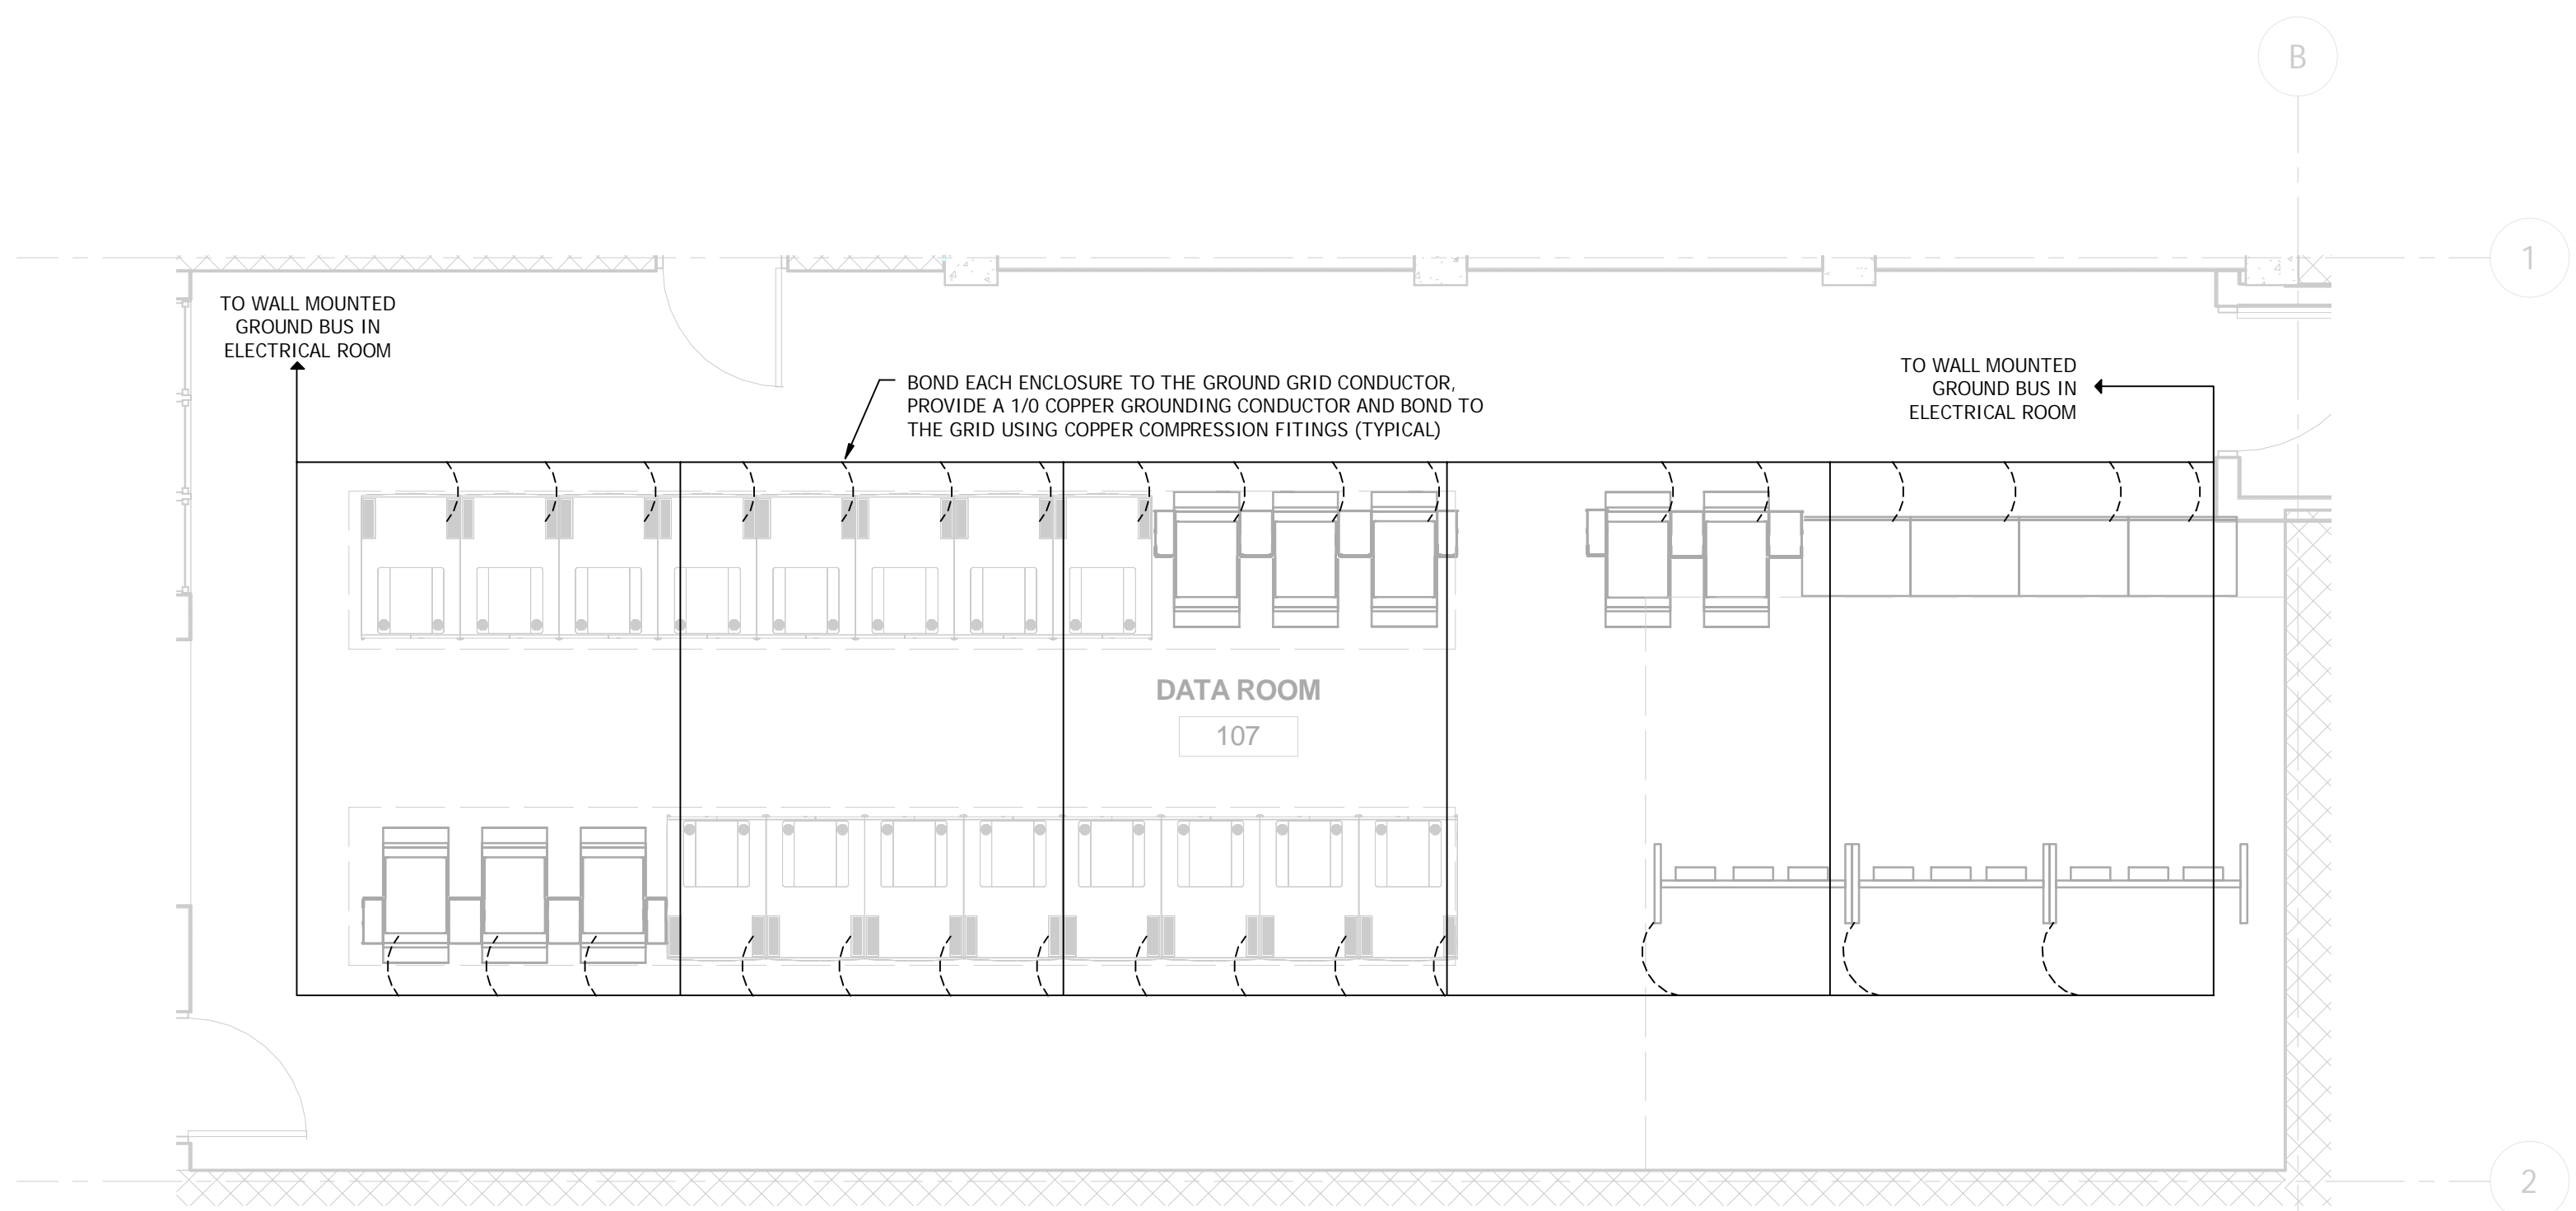 B
1
TO WALL MOUNTED
GROUND BUS IN
ELECTRICAL ROOM
BOND EACH ENCLOSURE TO THE GROUND GRID CONDUCTOR,
PROVIDE A 1/0 COPPER GROUNDING CONDUCTOR AND BOND TO
THE GRID USING COPPER COMPRESSION FITINGS (TYPICAL)
TO WALL MOUNTED
GROUND BUS IN
ELECTRICAL ROOM
DATA ROOM
107
2